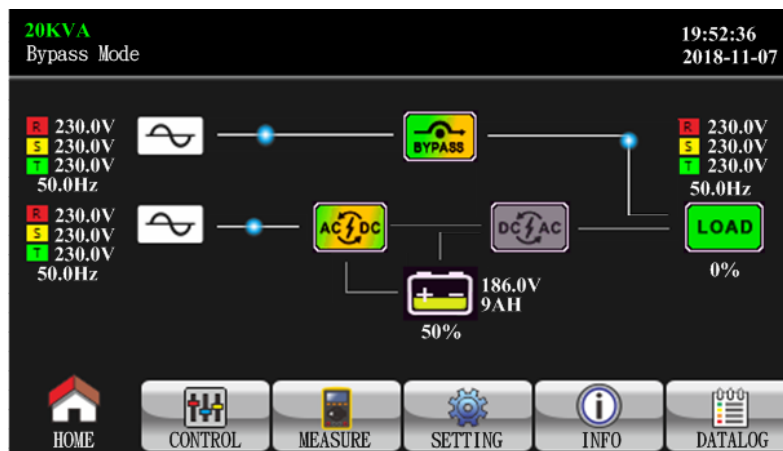 20KVA
Bypass Mode
19:52:36
2018-11-07
R 230.0V
S 230.0V
T 230.0V
50.0Hz
BYPASS
R 230.0V
S 230.0V
T 230.0V
50.0Hz
R 230.0V
S 230.0V
T 230.0V
50.0Hz
AC DC
DC AC
LOAD
0%
186.0V
9AH
50%
HOME
CONTROL
MEASURE
SETTING
INFO
DATALOG